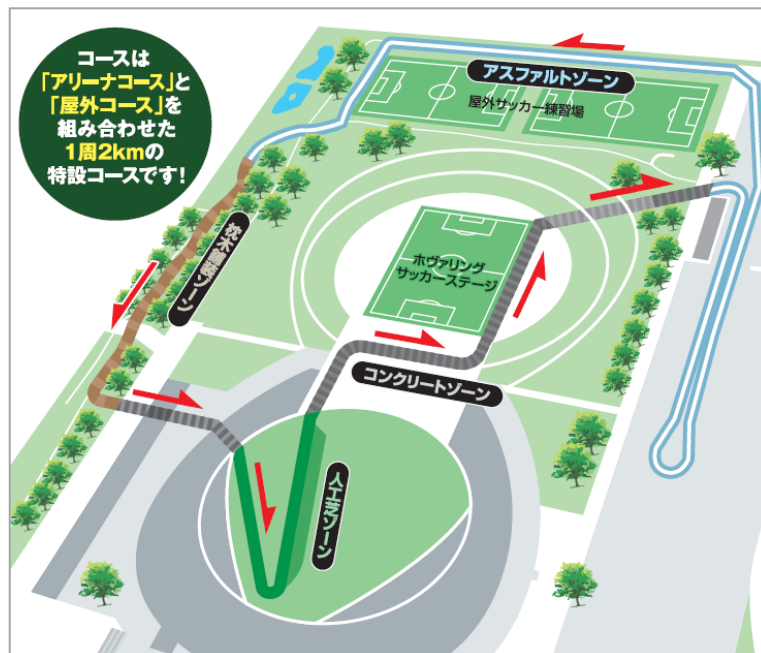 コースは
「アリーナコース」と
「屋外コース」を
組み合わせた
1周2kmの
特設コースです!
アスファルトゾーン
屋外サッカー練習場
枕木舗装ゾーン
ホヴァリング
サッカーステージ
コンクリートゾーン
人工芝ゾーン